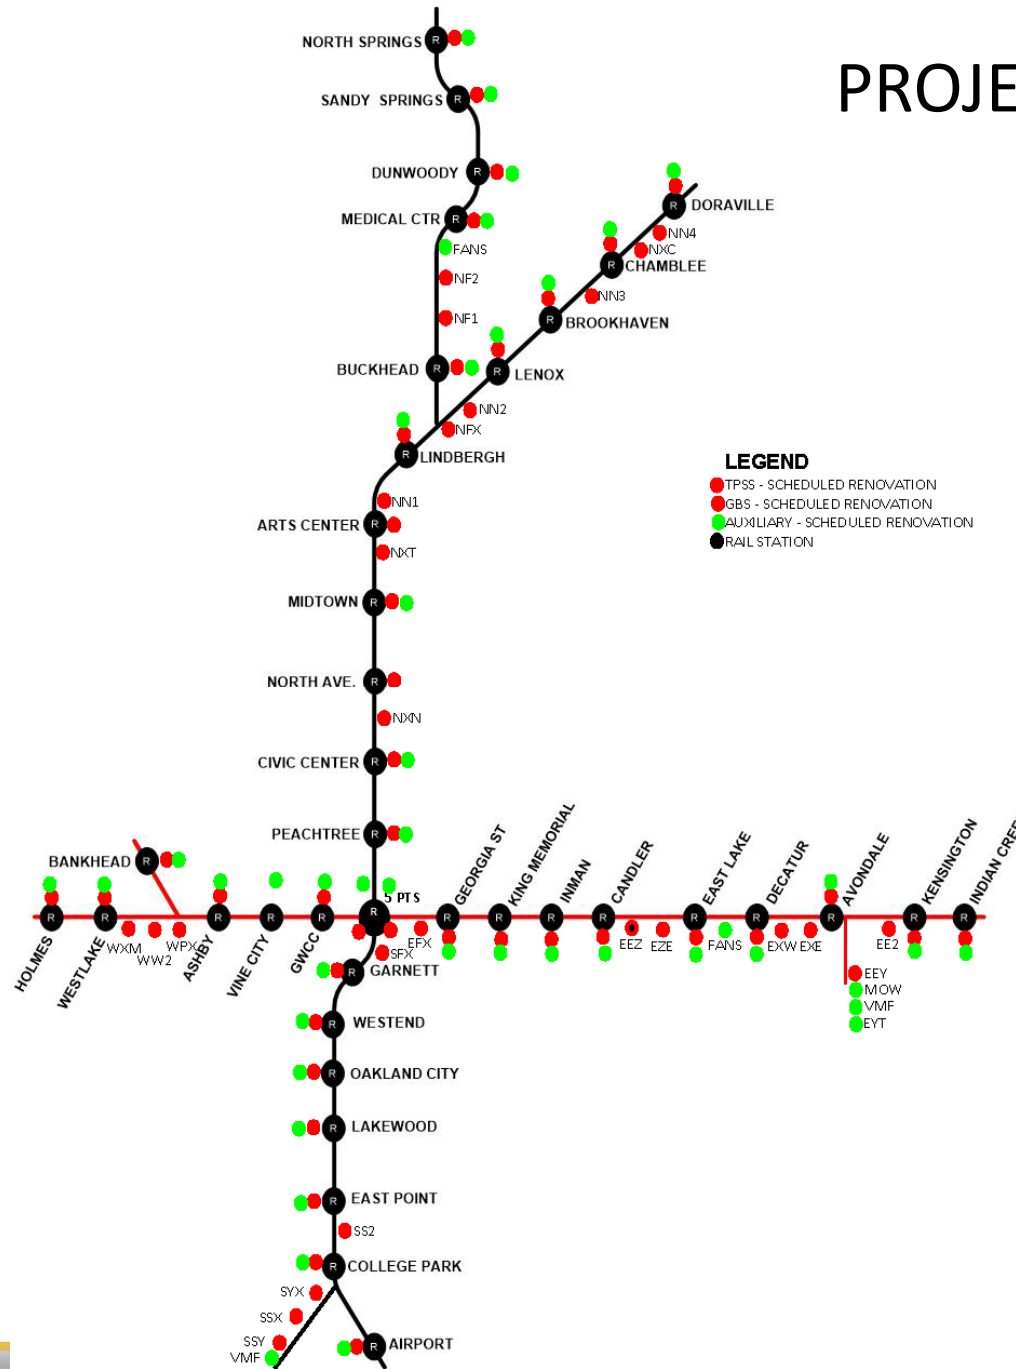 PROJE
NORTH SPRINGS R
SANDY SPRINGS R
DUNWOODY R
MEDICAL CTR R
FANS
NF2
NF1
BUCKHEAD R
R DORAVILLE
NN4
NXC
R CHAMBLEE
NN3
R BROOKHAVEN
R LENOX
NN2
NFX
R LINDBERGH
LEGEND
TPSS - SCHEDULED RENOVATION
GBS - SCHEDULED RENOVATION
AUXILIARY - SCHEDULED RENOVATION
RAIL STATION
NN1
ARTS CENTER R
NXT
MIDTOWN R
NORTH AVE. R
NXN
CIVIC CENTER R
PEACHTREE R
BANKHEAD R
5 PTS
R
GEORGIA ST
KING MEMORIAL
INMAN
CANDLER
EAST LAKE
DECATUR
AVONDALE
KENSINGTON
INDIAN CREE
R R R R R R R R R R R R R R
HOLMES
WESTLAKE
WXM
WW2
WPX
ASHBY
VINE CITY
GWCC
EFX
SFX
EEZ
EZE
FANS
EXW
EXE
EE2
EEY
MOW
VMF
EYT
R GARNETT
R WESTEND
R OAKLAND CITY
R LAKEWOOD
R EAST POINT
SS2
R COLLEGE PARK
SYX
SSX
SSY
VMF
R AIRPORT